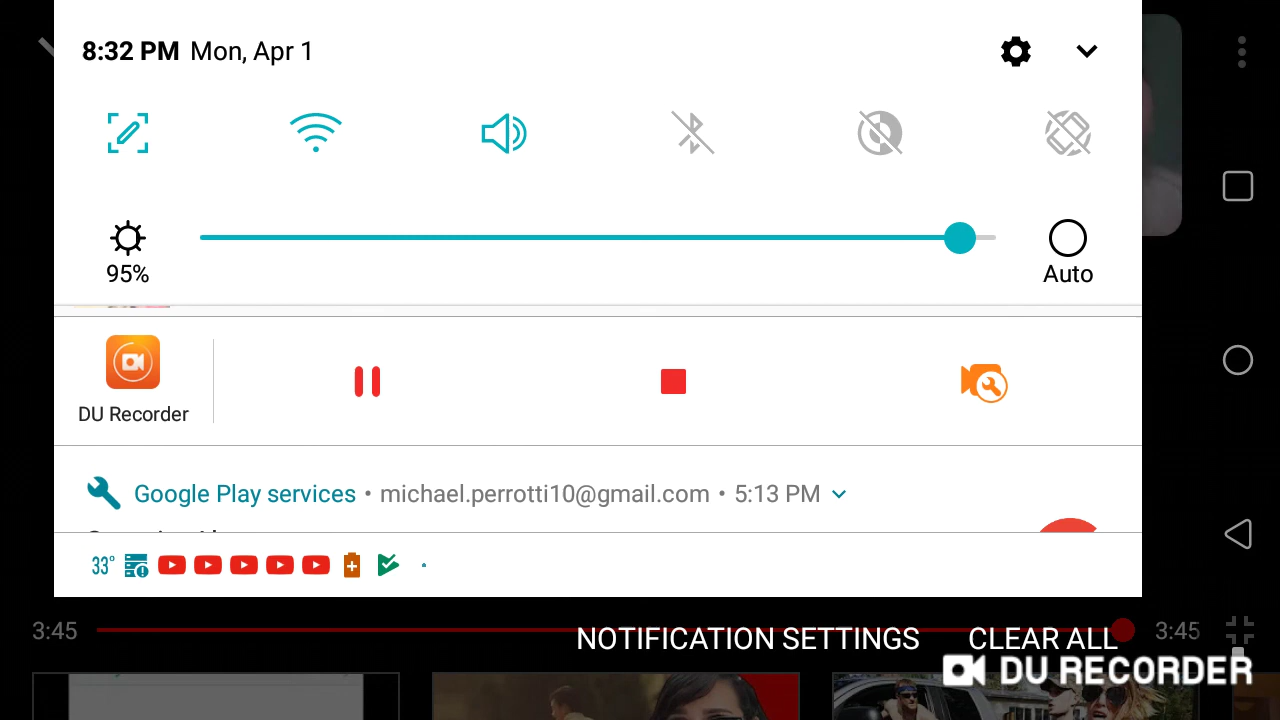 8:32 PM Mon, Apr 1
95%
Auto
DU Recorder
Google Play services • michael.perrotti10@gmail.com • 5:13 PM
33°
3:45
3:45
NOTIFICATION SETTINGS
CLEAR ALL
DU RECORDER